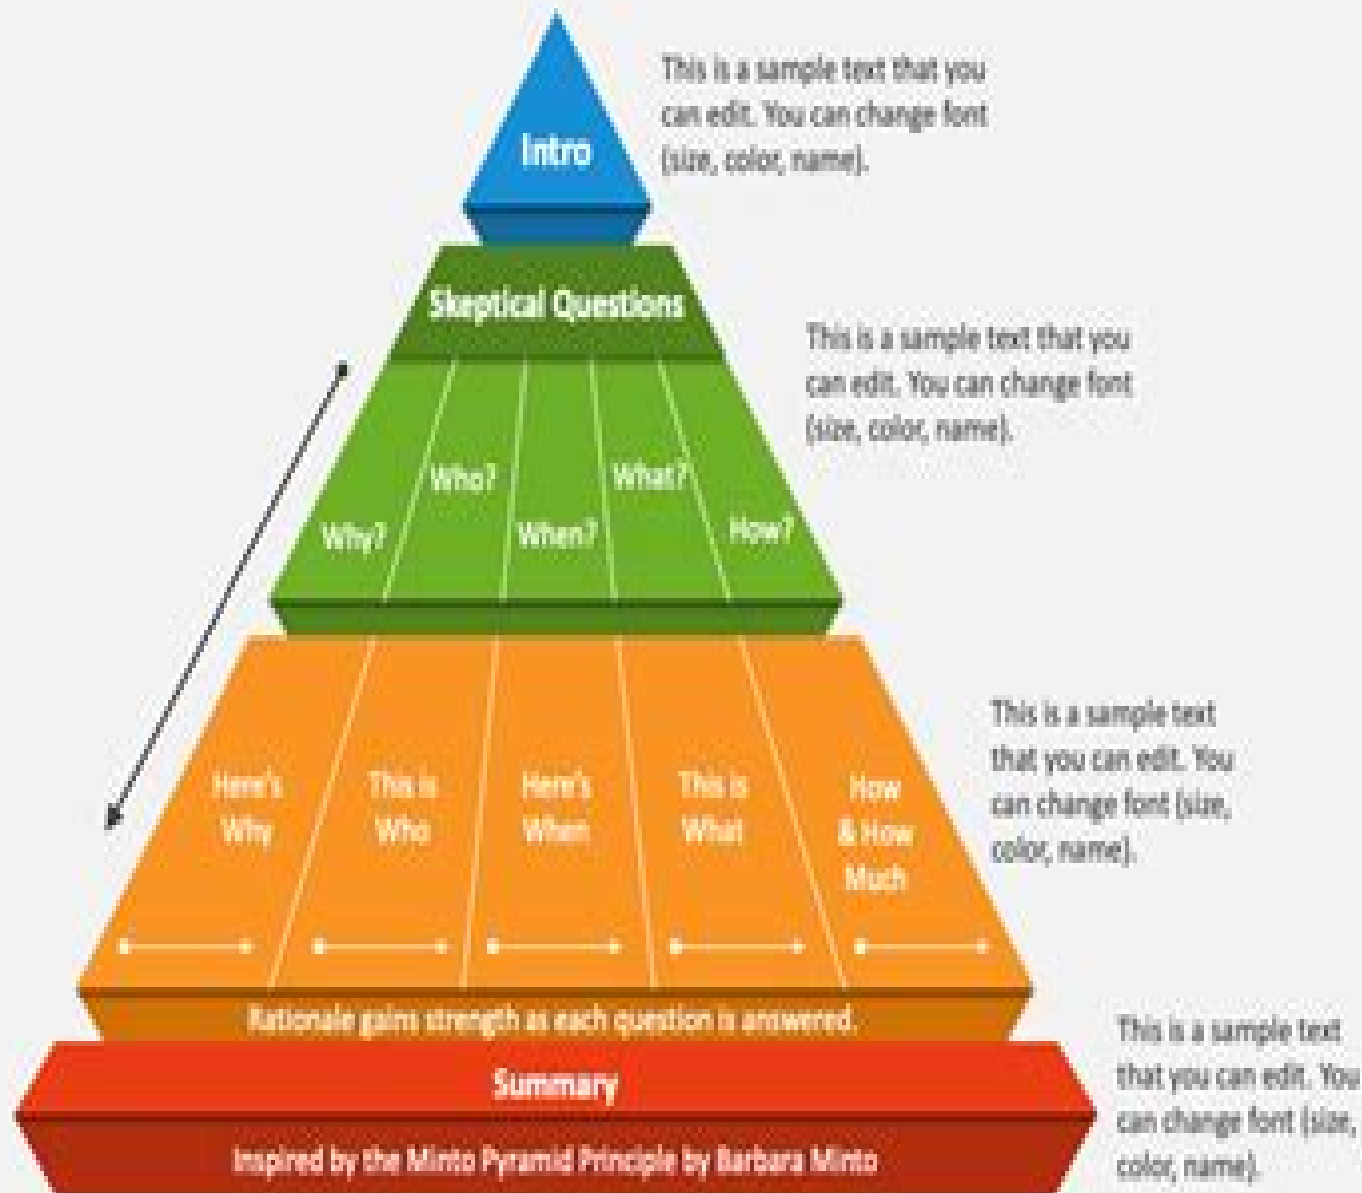 Intro
This is a sample text that you
can edit. You can change font
(size, color, name).
Skeptical Questions
This is a sample text that you
can edit. You can change font
(size, color, name).
Why?
Who?
When?
What?
How?
Here's
Why
This is
Who
Here's
When
This is
What
How
& How
Much
This is a sample text
that you can edit. You
can change font (size,
color, name).
Rationale gains strength as each question is answered.
Summary
Inspired by the Minto Pyramid Principle by Barbara Minto
This is a sample text
that you can edit. You
can change font (size,
color, name).